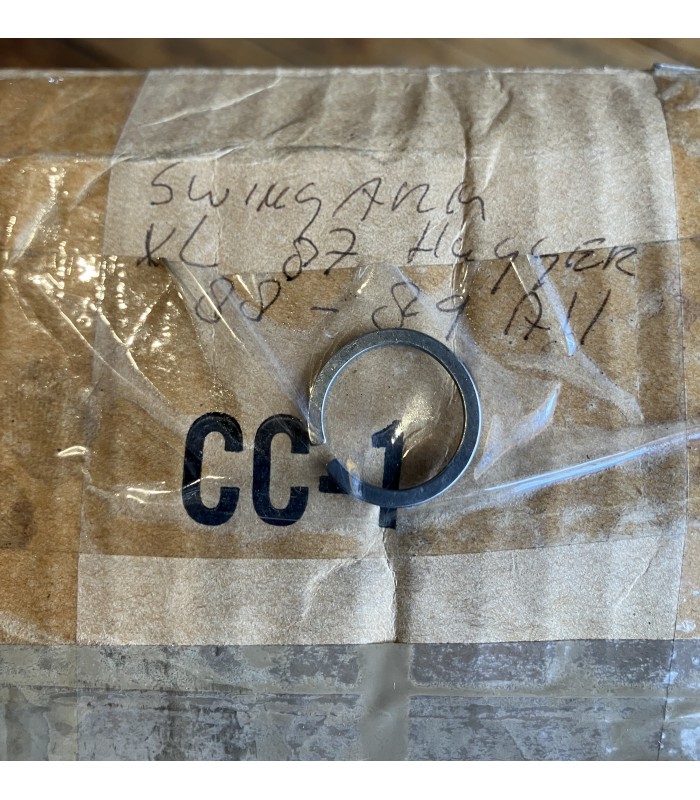 SWINGARM
XL 87 HUGGER
88 - 89 All
CC-1